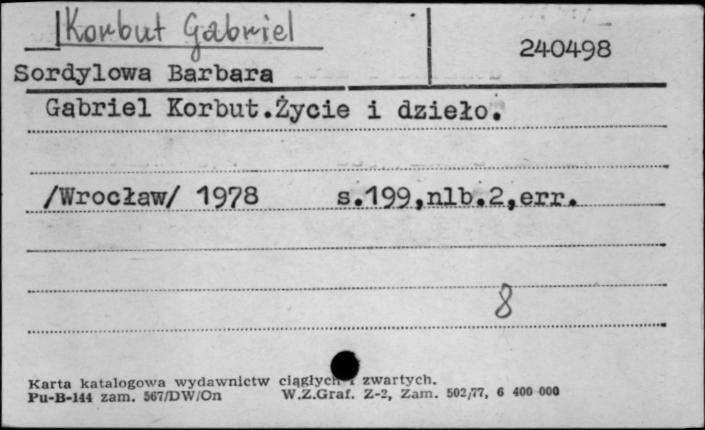 Korbut Gabriel
240498
Sordylowa Barbara
Gąbriel Korbut.Życie i dzieło.
/Wrocław/ 1978 s.199,nlb.2,err.
8
Karta katalogowa wydawnictw ciągłych i zwartych.
Pu-B-144 zam. 567/DW/On W.Z.Graf. Z-2, Zam. 502/77, 6 400 000